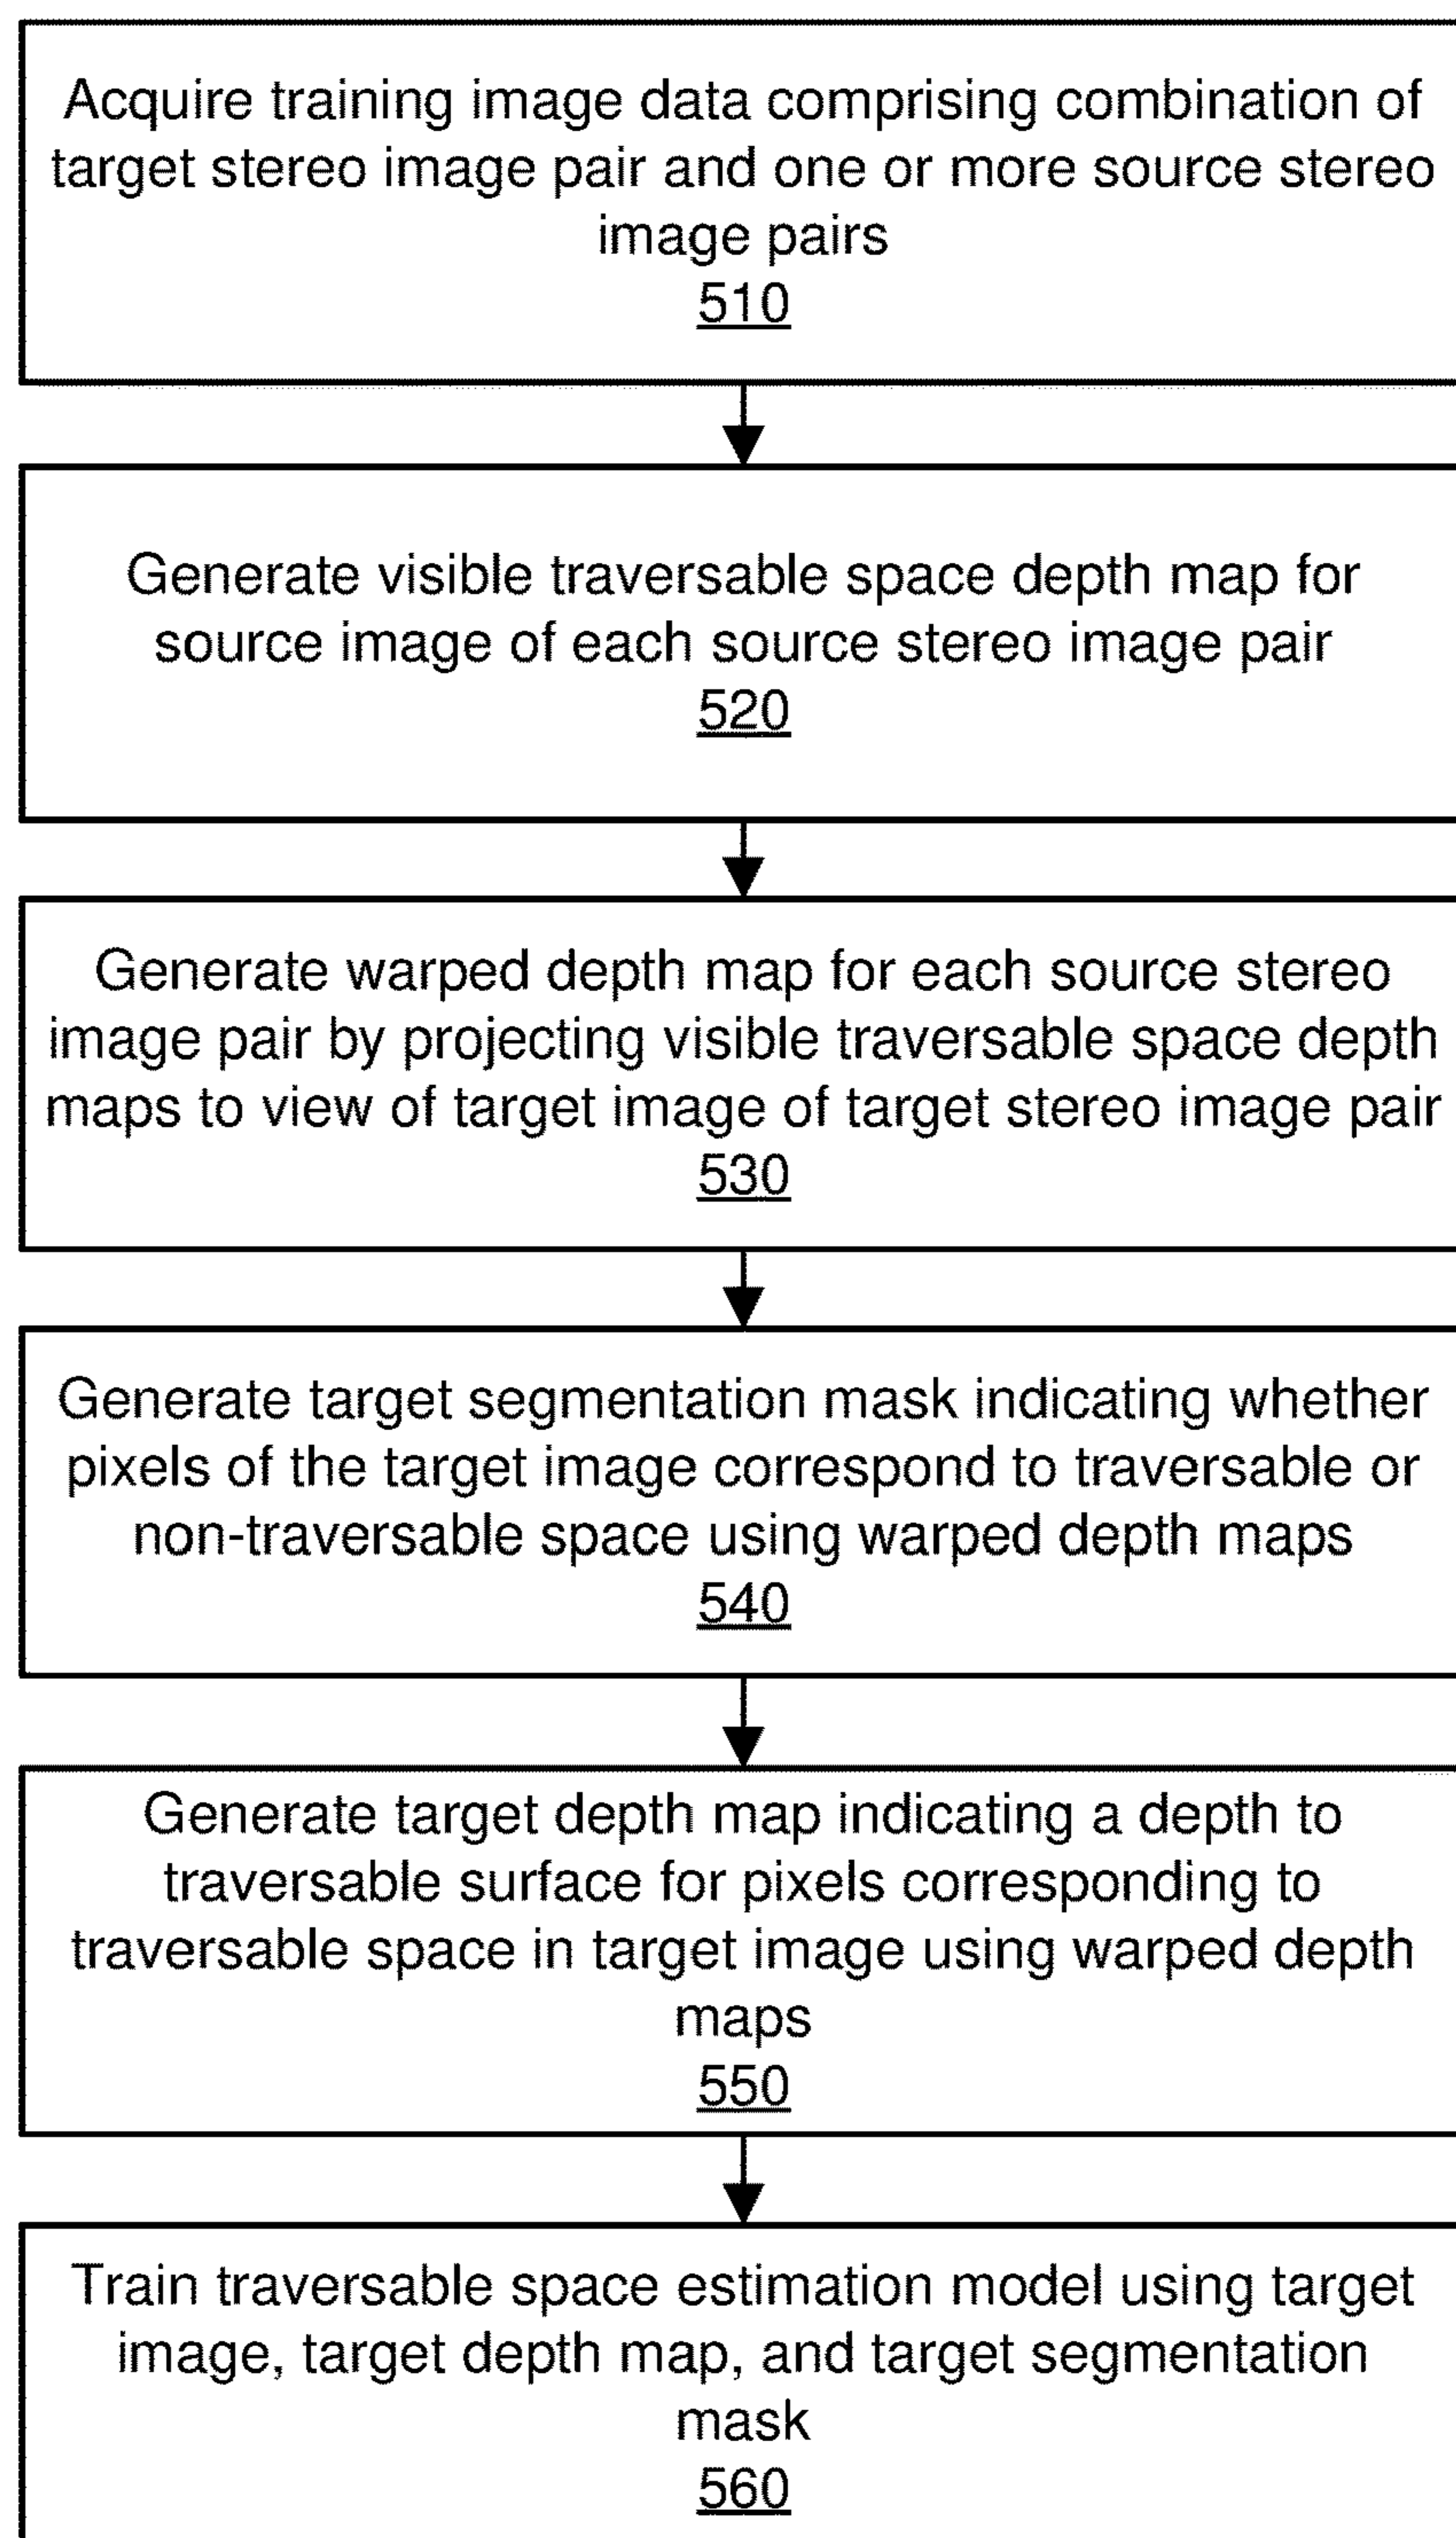 Acquire training image data comprising combination of
target stereo image pair and one or more source stereo
image pairs
510
Generate visible traversable space depth map for
source image of each source stereo image pair
520
Generate warped depth map for each source stereo
image pair by projecting visible traversable space depth
maps to view of target image of target stereo image pair
530
Generate target segmentation mask indicating whether
pixels of the target image correspond to traversable or
non-traversable space using warped depth maps
540
Generate target depth map indicating a depth to
traversable surface for pixels corresponding to
traversable space in target image using warped depth
maps
550
Train traversable space estimation model using target
image, target depth map, and target segmentation
mask
560